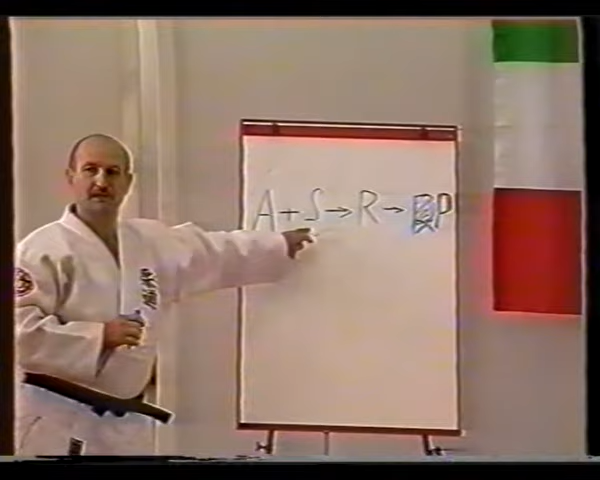 A + S → R → P